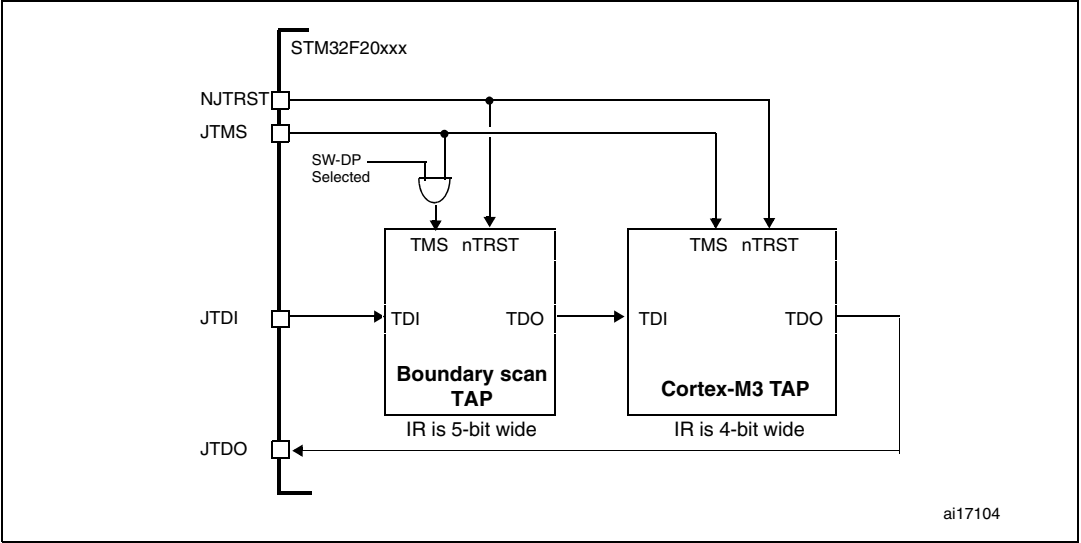 STM32F20xxx
NJTRST
JTMS
SW-DP
Selected
TMS nTRST
TMS nTRST
JTDI
TDI
TDO
TDI
TDO
Boundary scan
TAP
Cortex-M3 TAP
IR is 5-bit wide
IR is 4-bit wide
JTDO
ai17104